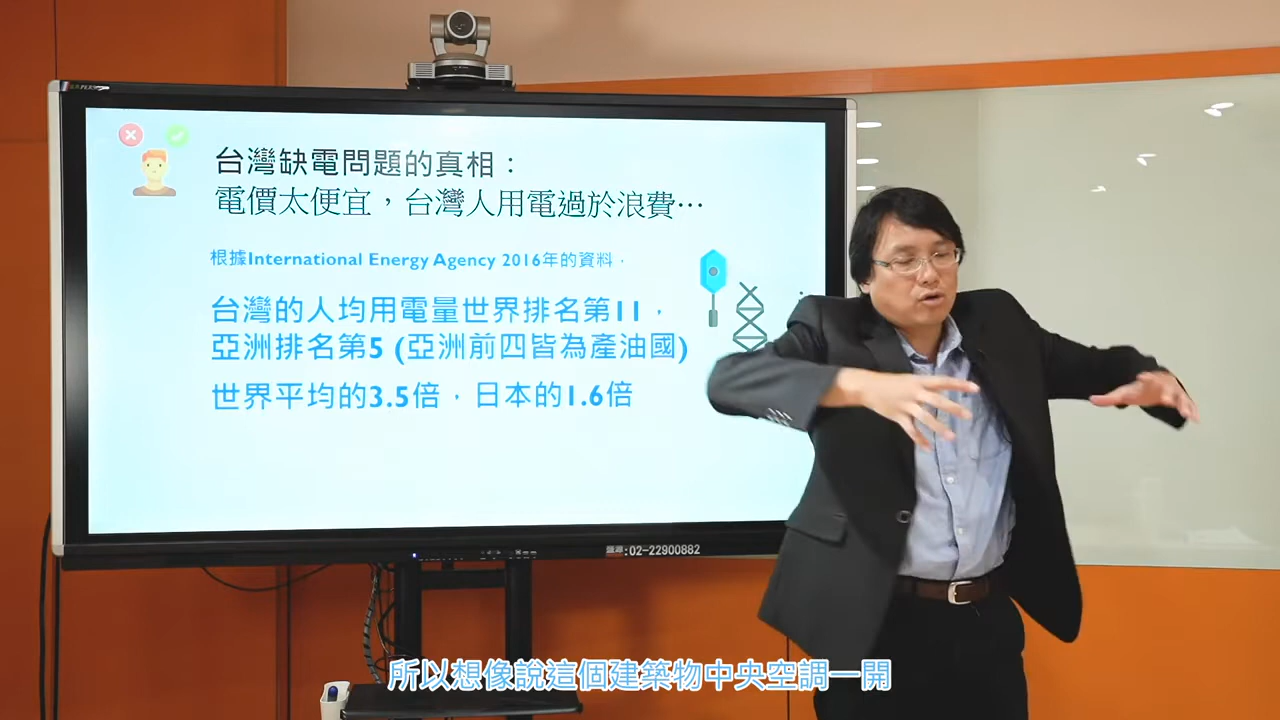 台灣缺電問題的真相：
電價太便宜，台灣人用電過於浪費…
根據International Energy Agency 2016年的資料，
台灣的人均用電量世界排名第11，
亞洲排名第5 (亞洲前四皆為產油國)
世界平均的3.5倍，日本的1.6倍
:02-22900882
所以想像說這個建築物中央空調一開